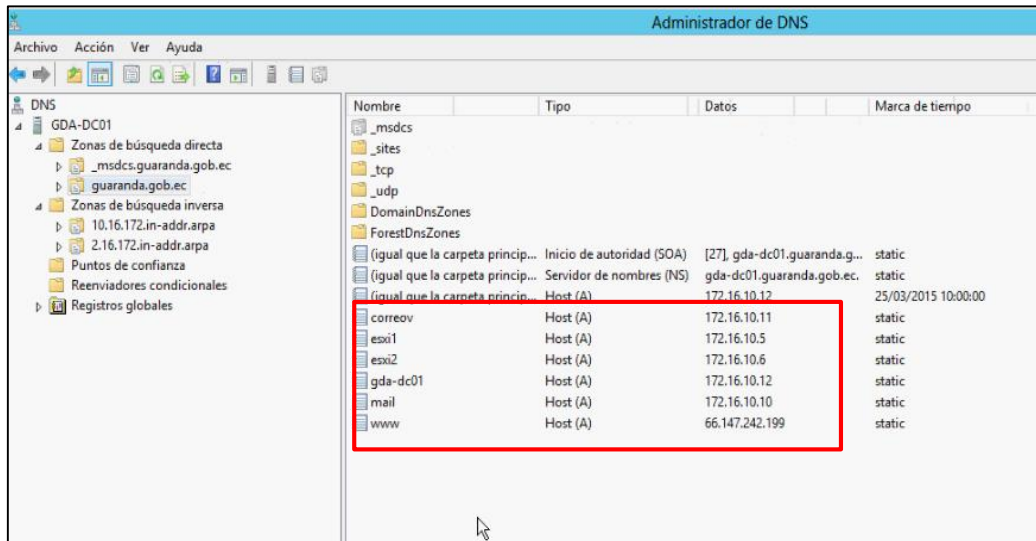 Administrador de DNS
Archivo Acción Ver Ayuda
DNS
GDA-DC01
Zonas de búsqueda directa
_msdcs.guaranda.gob.ec
guaranda.gob.ec
Zonas de búsqueda inversa
10.16.172.in-addr.arpa
2.16.172.in-addr.arpa
Puntos de confianza
Reenviadores condicionales
Registros globales
Nombre Tipo Datos Marca de tiempo
_msdcs
_sites
_tcp
_udp
DomainDnsZones
ForestDnsZones
(igual que la carpeta princip... Inicio de autoridad (SOA) [27], gda-dc01.guaranda.g... static
(igual que la carpeta princip... Servidor de nombres (NS) gda-dc01.guaranda.gob.ec. static
(igual que la carpeta princip... Host (A) 172.16.10.12 25/03/2015 10:00:00
correov Host (A) 172.16.10.11 static
esxi1 Host (A) 172.16.10.5 static
esxi2 Host (A) 172.16.10.6 static
gda-dc01 Host (A) 172.16.10.12 static
mail Host (A) 172.16.10.10 static
www Host (A) 66.147.242.199 static